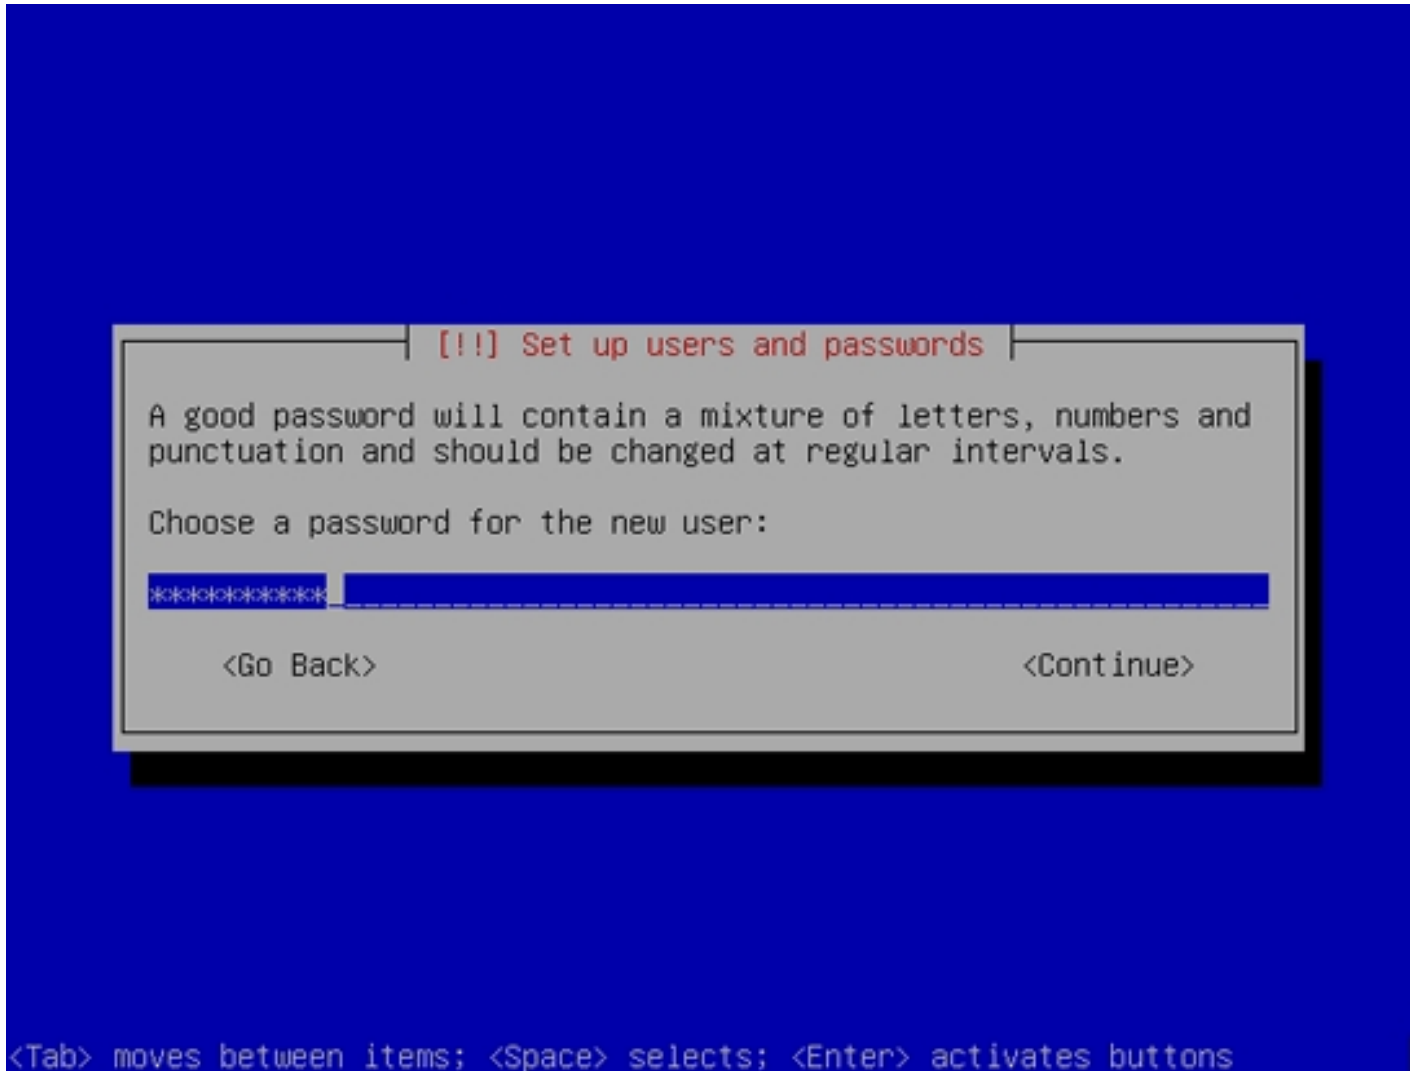 [!!] Set up users and passwords
A good password will contain a mixture of letters, numbers and
punctuation and should be changed at regular intervals.
Choose a password for the new user:
**********_____________________________________________________
<Go Back> <Continue>
<Tab> moves between items; <Space> selects; <Enter> activates buttons